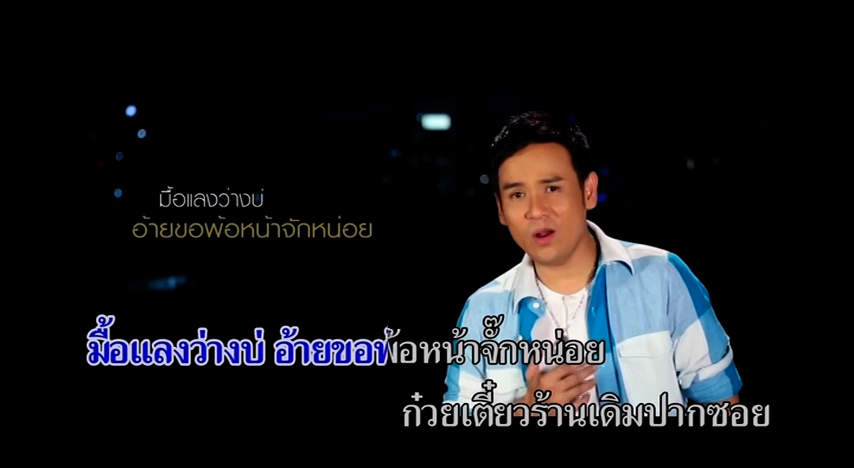 มื้อแลงว่างบ่
อ้ายขอพ้อหน้าจักหน่อย
มื้อแลงว่างบ่ อ้ายขอพ้อหน้าจั๊กหน่อย
ก๋วยเตี๋ยวร้านเดิมปากซอย